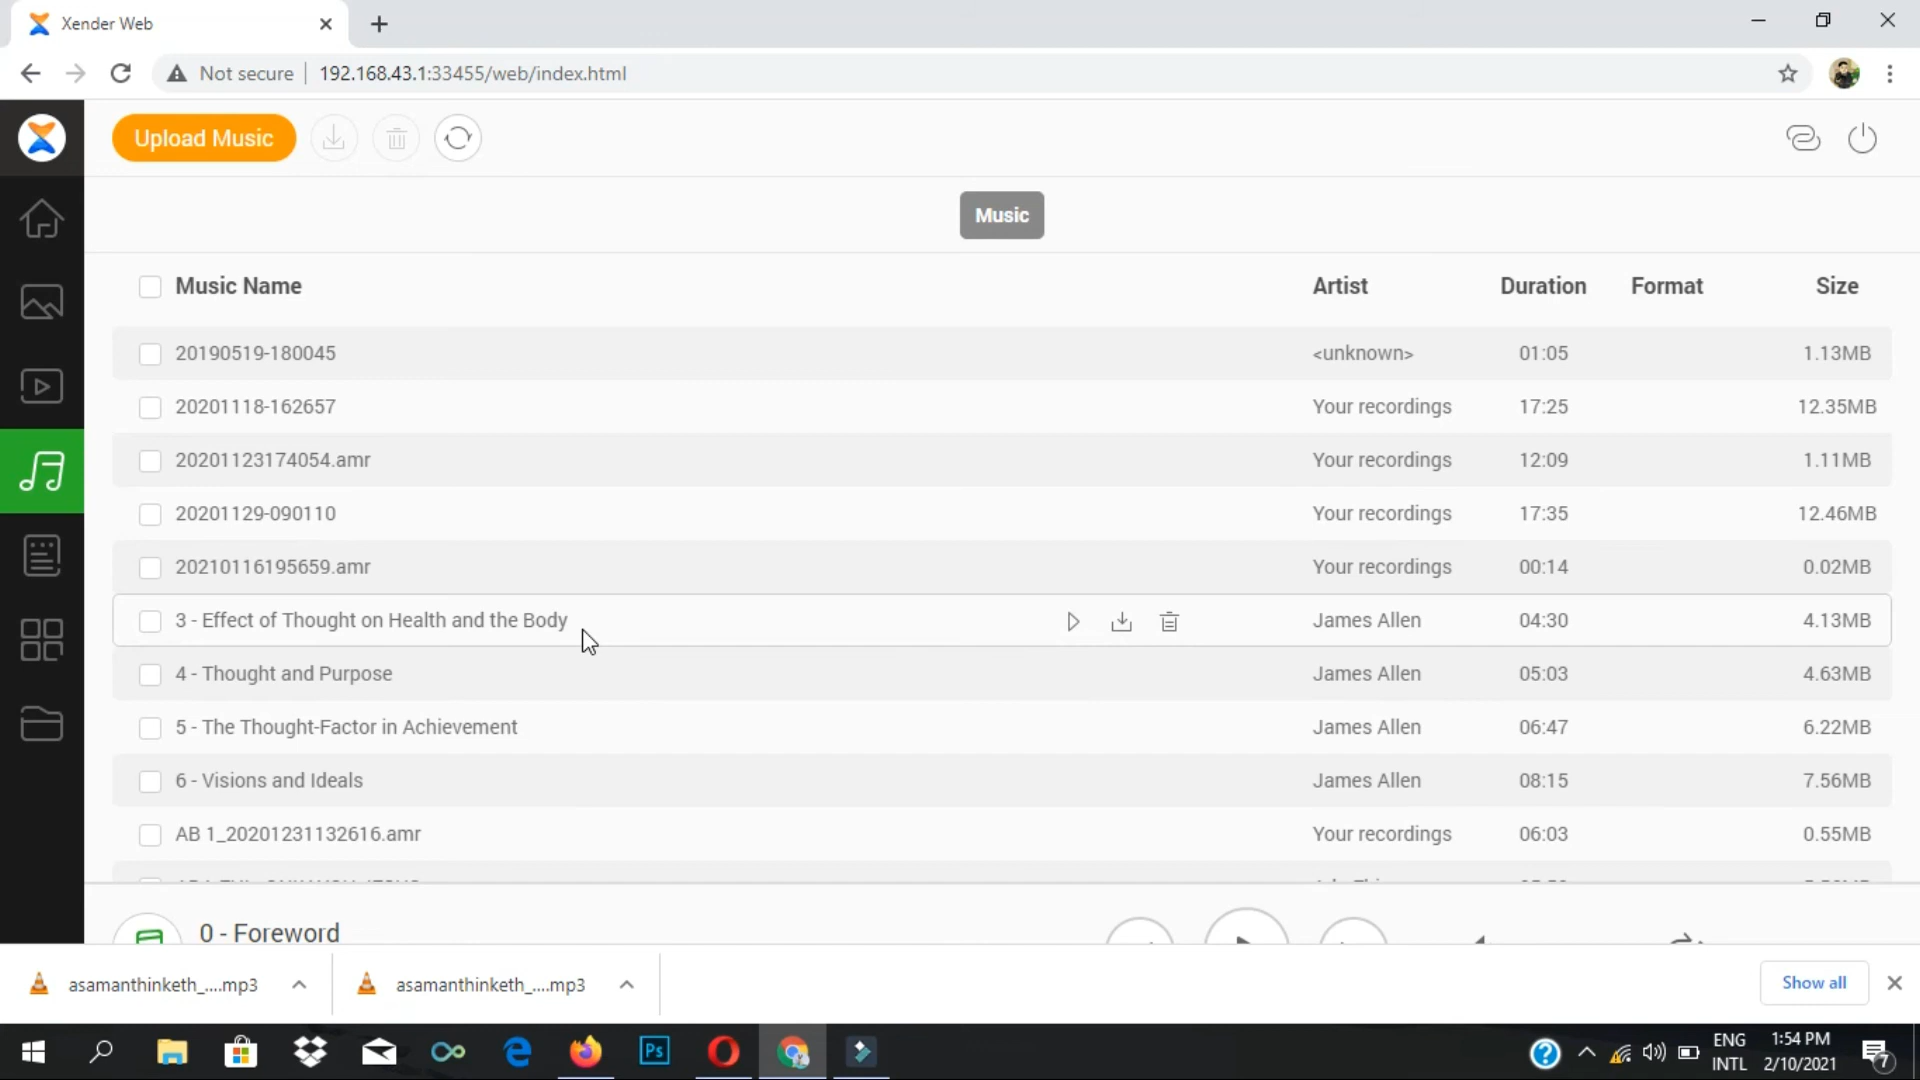 Xender Web
Not secure 192.168.43.1:33455/web/index.html
Upload Music
Music
Music Name Artist Duration Format Size
20190519-180045 <unknown> 01:05 1.13MB
20201118-162657 Your recordings 17:25 12.35MB
20201123174054.amr Your recordings 12:09 1.11MB
20201129-090110 Your recordings 17:35 12.46MB
20210116195659.amr Your recordings 00:14 0.02MB
3 - Effect of Thought on Health and the Body James Allen 04:30 4.13MB
4 - Thought and Purpose James Allen 05:03 4.63MB
5 - The Thought-Factor in Achievement James Allen 06:47 6.22MB
6 - Visions and Ideals James Allen 08:15 7.56MB
AB 1_20201231132616.amr Your recordings 06:03 0.55MB
0 - Foreword
asamanthinketh_....mp3 asamanthinketh_....mp3 Show all
Ps
ENG 1:54 PM
INTL 2/10/2021 7